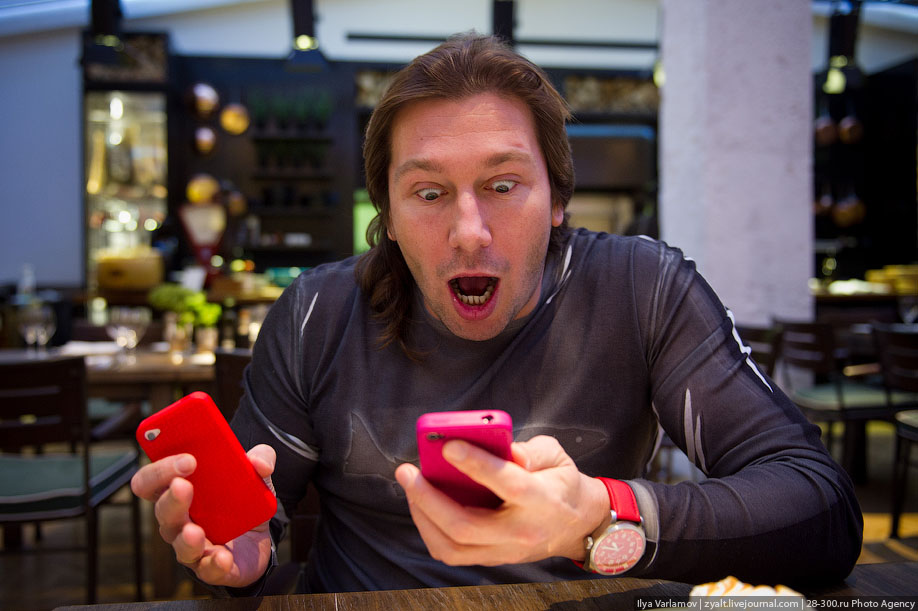 Ilya Varlamov | zyalt.livejournal.com | 28-300.ru Photo Agency